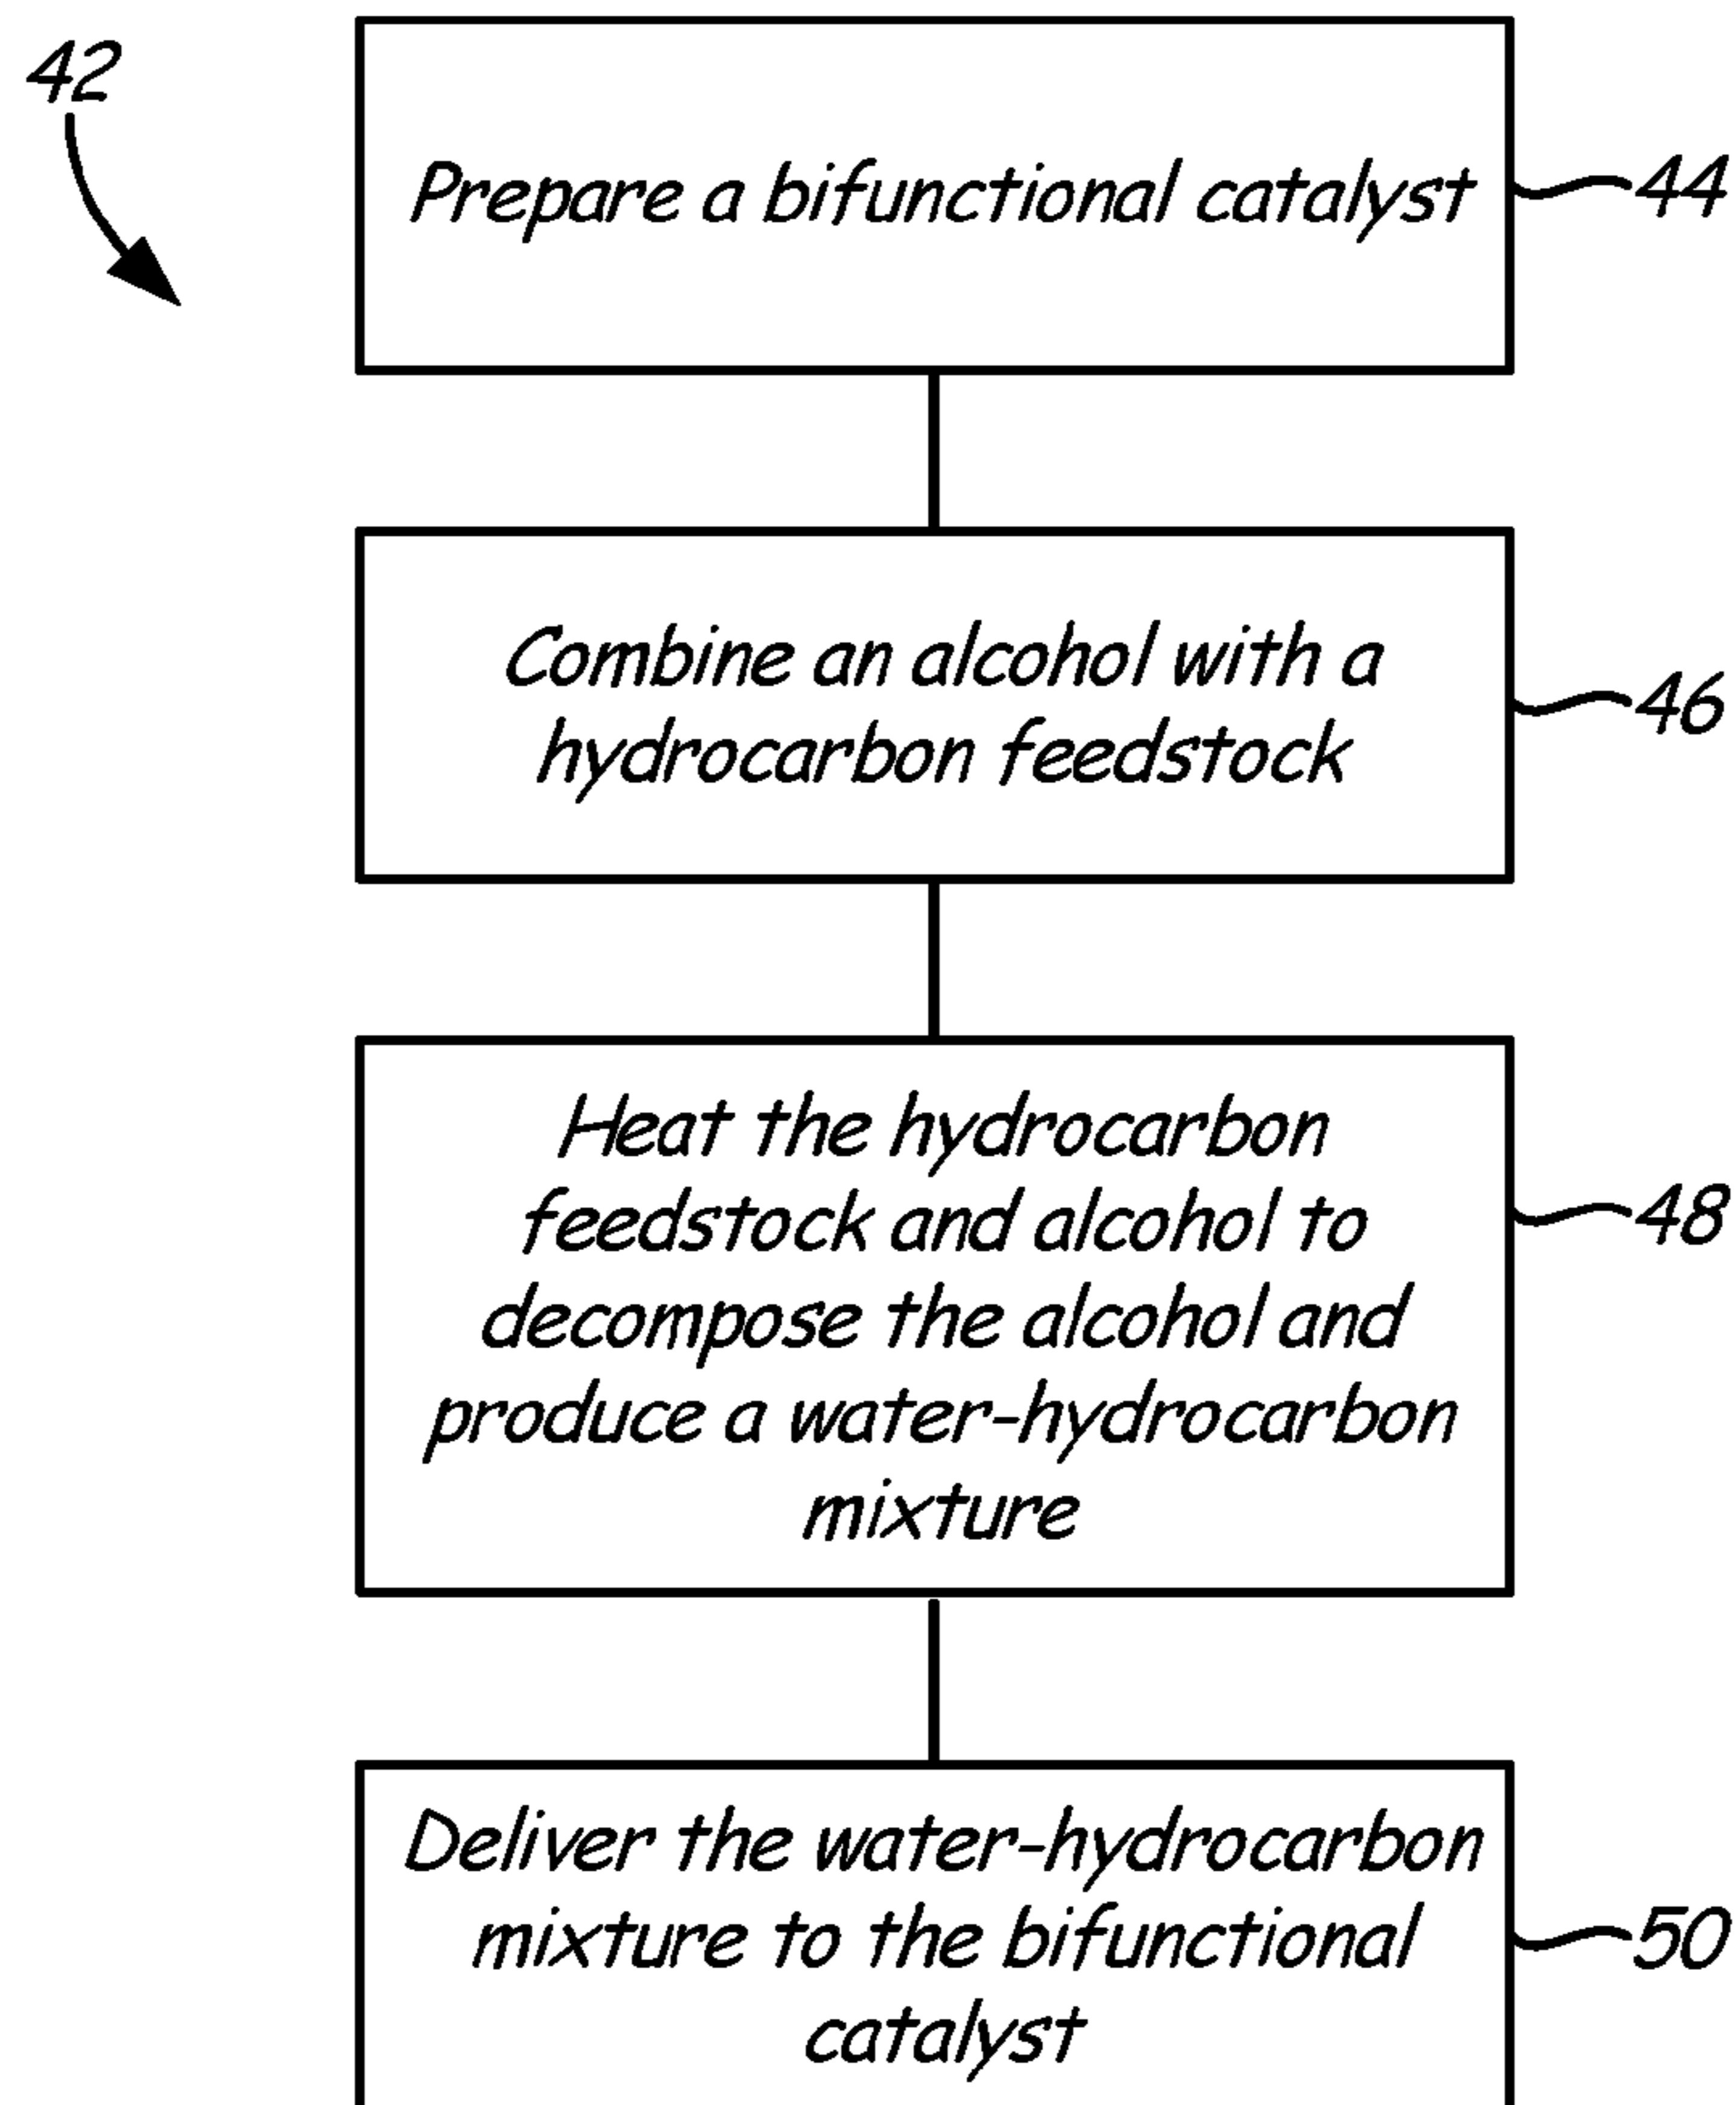 42
Prepare a bifunctional catalyst
44
Combine an alcohol with a
hydrocarbon feedstock
46
Heat the hydrocarbon
feedstock and alcohol to
decompose the alcohol and
produce a water-hydrocarbon
mixture
48
Deliver the water-hydrocarbon
mixture to the bifunctional
catalyst
50